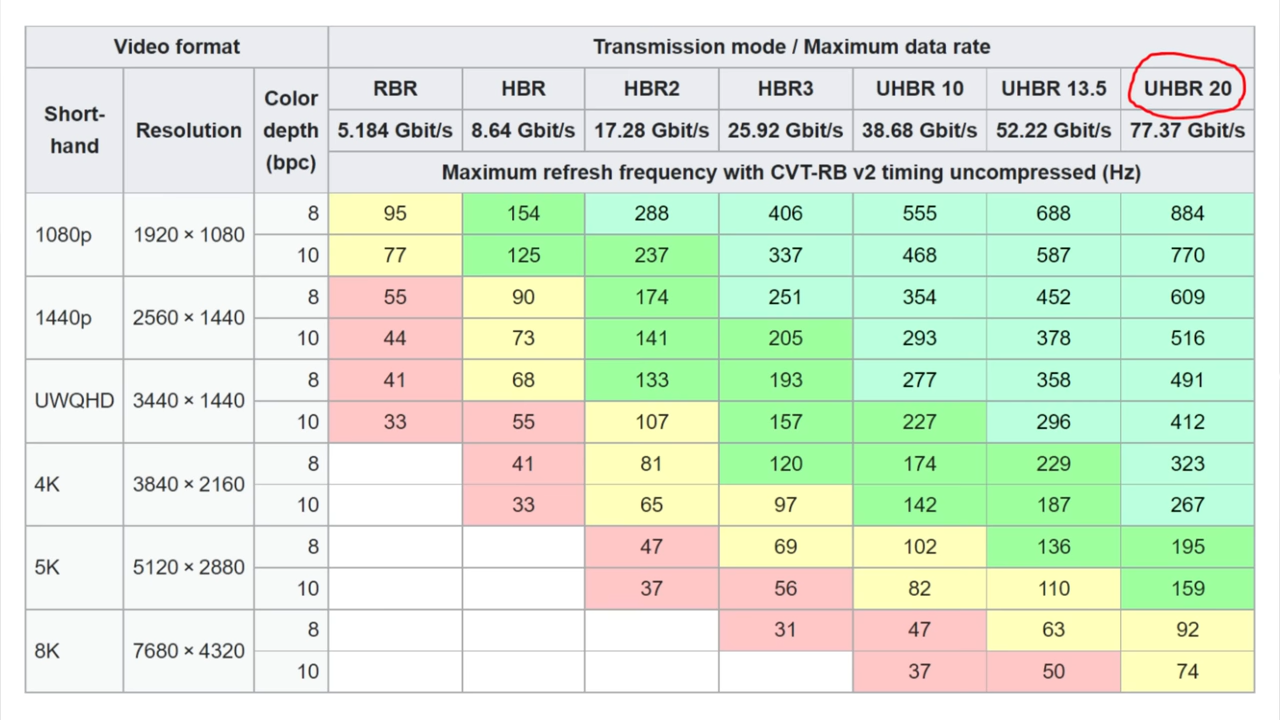 Video format Transmission mode / Maximum data rate
Short-hand Resolution Color depth (bpc) RBR HBR HBR2 HBR3 UHBR 10 UHBR 13.5 UHBR 20
5.184 Gbit/s 8.64 Gbit/s 17.28 Gbit/s 25.92 Gbit/s 38.68 Gbit/s 52.22 Gbit/s 77.37 Gbit/s
Maximum refresh frequency with CVT-RB v2 timing uncompressed (Hz)
1080p 1920 × 1080 8 95 154 288 406 555 688 884
10 77 125 237 337 468 587 770
1440p 2560 × 1440 8 55 90 174 251 354 452 609
10 44 73 141 205 293 378 516
UWQHD 3440 × 1440 8 41 68 133 193 277 358 491
10 33 55 107 157 227 296 412
4K 3840 × 2160 8 41 81 120 174 229 323
10 33 65 97 142 187 267
5K 5120 × 2880 8 47 69 102 136 195
10 37 56 82 110 159
8K 7680 × 4320 8 31 47 63 92
10 37 50 74